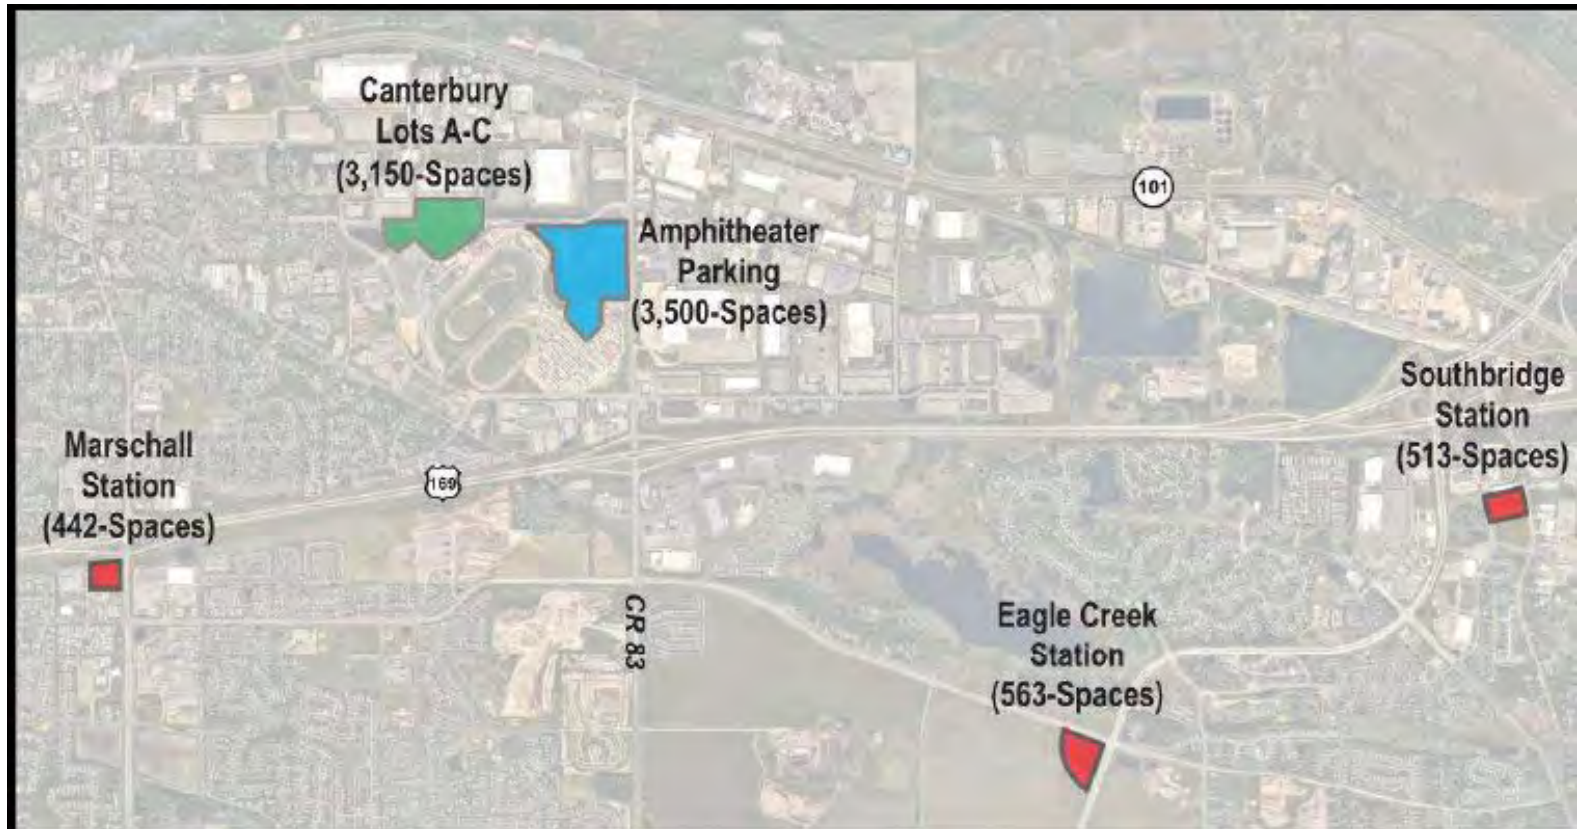 Canterbury
Lots A-C
(3,150-Spaces)
101
Amphitheater
Parking
(3,500-Spaces)
Southbridge
Station
(513-Spaces)
Marschall
Station
(442-Spaces)
169
CR 83
Eagle Creek
Station
(563-Spaces)